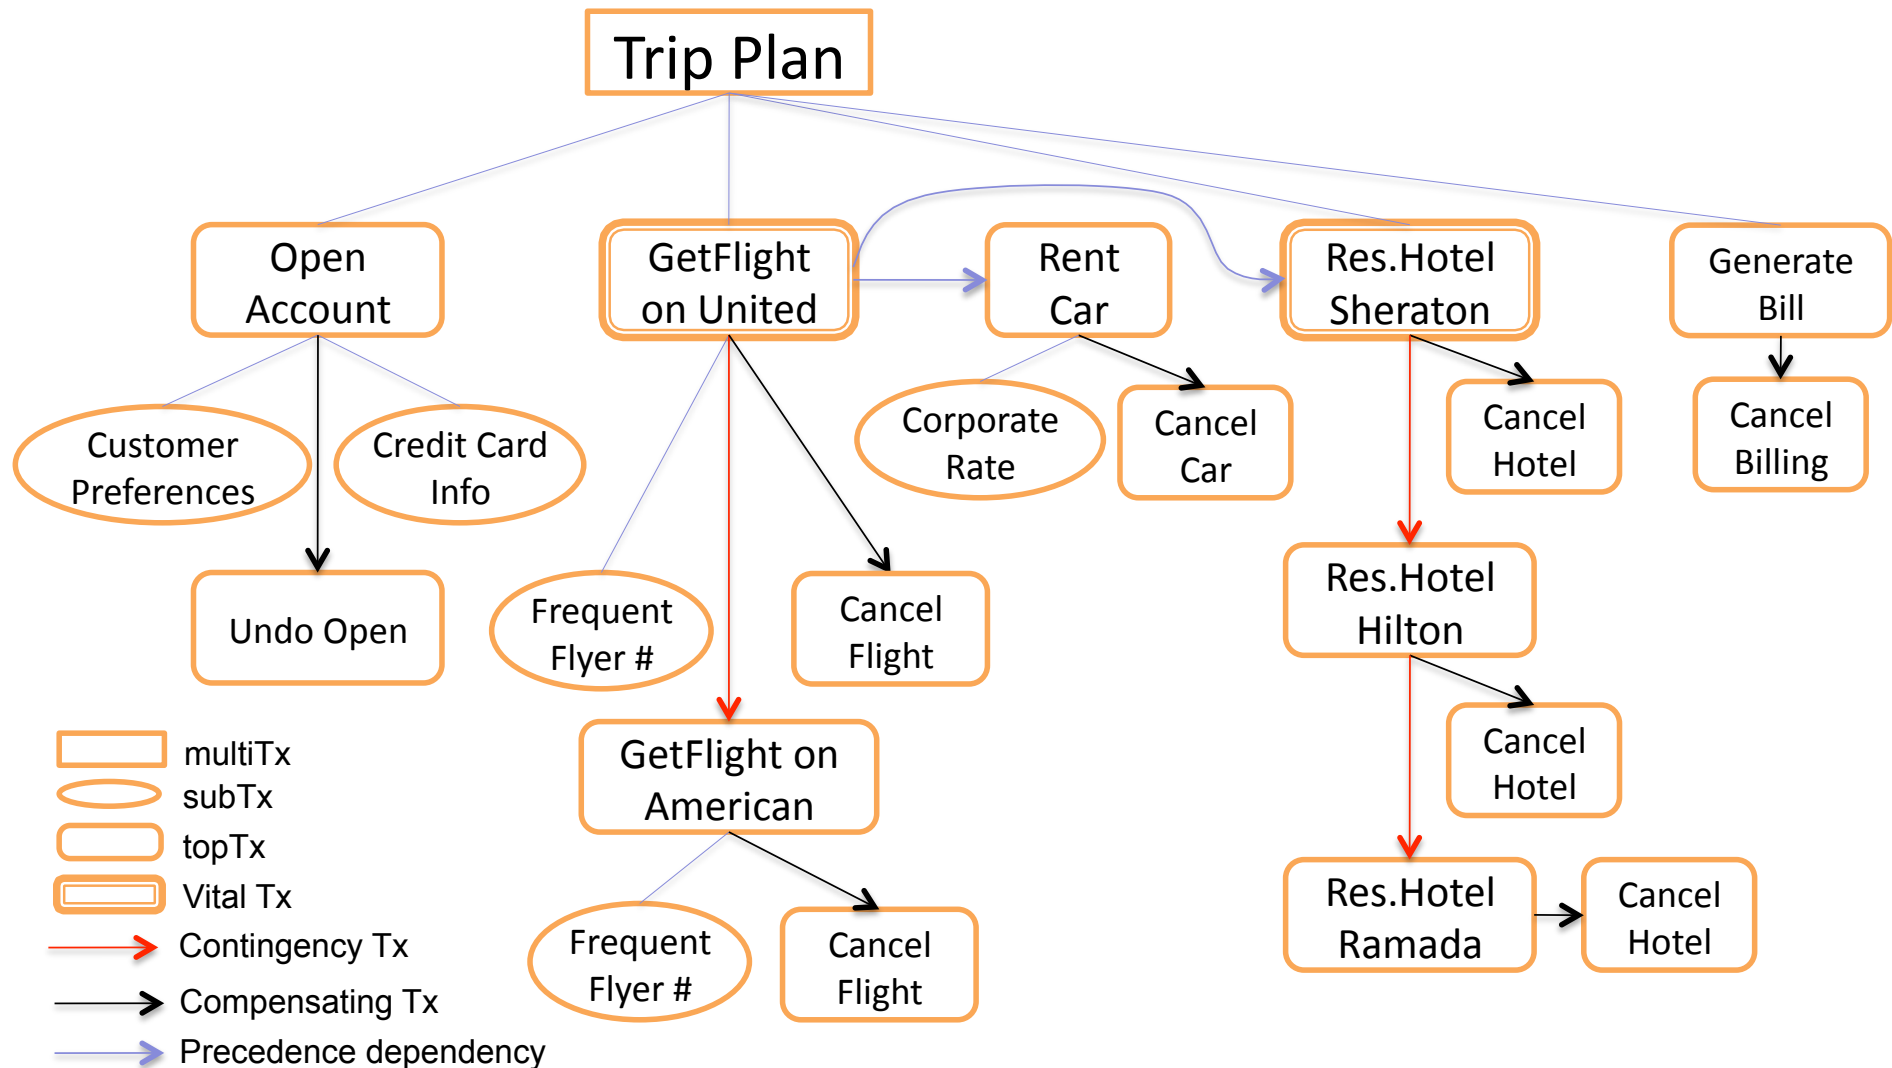 Trip Plan
Open
Account
GetFlight
on United
Rent
Car
Res.Hotel
Sheraton
Generate
Bill
Customer
Preferences
Credit Card
Info
Corporate
Rate
Cancel
Car
Cancel
Hotel
Cancel
Billing
Undo Open
Frequent
Flyer #
Cancel
Flight
Res.Hotel
Hilton
Cancel
Hotel
GetFlight on
American
Frequent
Flyer #
Cancel
Flight
Res.Hotel
Ramada
Cancel
Hotel
multiTx
subTx
topTx
Vital Tx
Contingency Tx
Compensating Tx
Precedence dependency